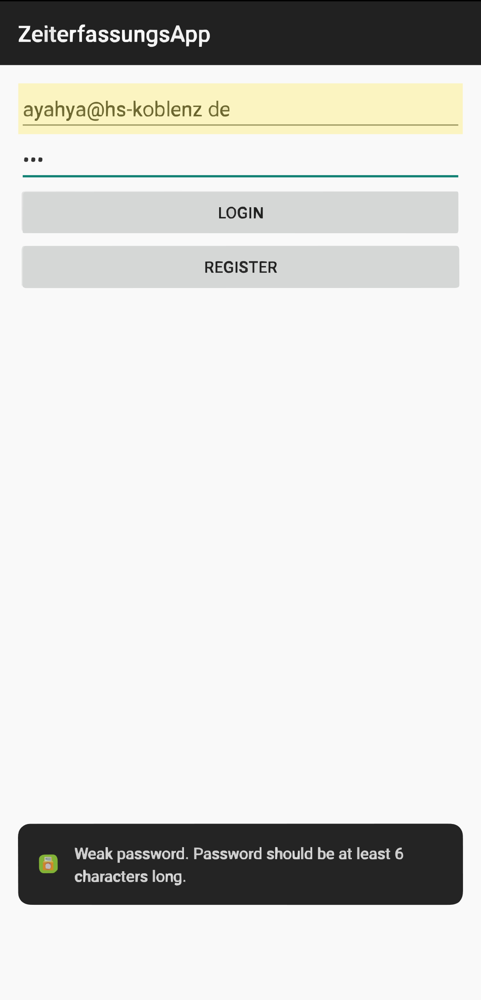 ZeiterfassungsApp
ayahya@hs-koblenz de
•••
LOGIN
REGISTER
Weak password. Password should be at least 6
characters long.